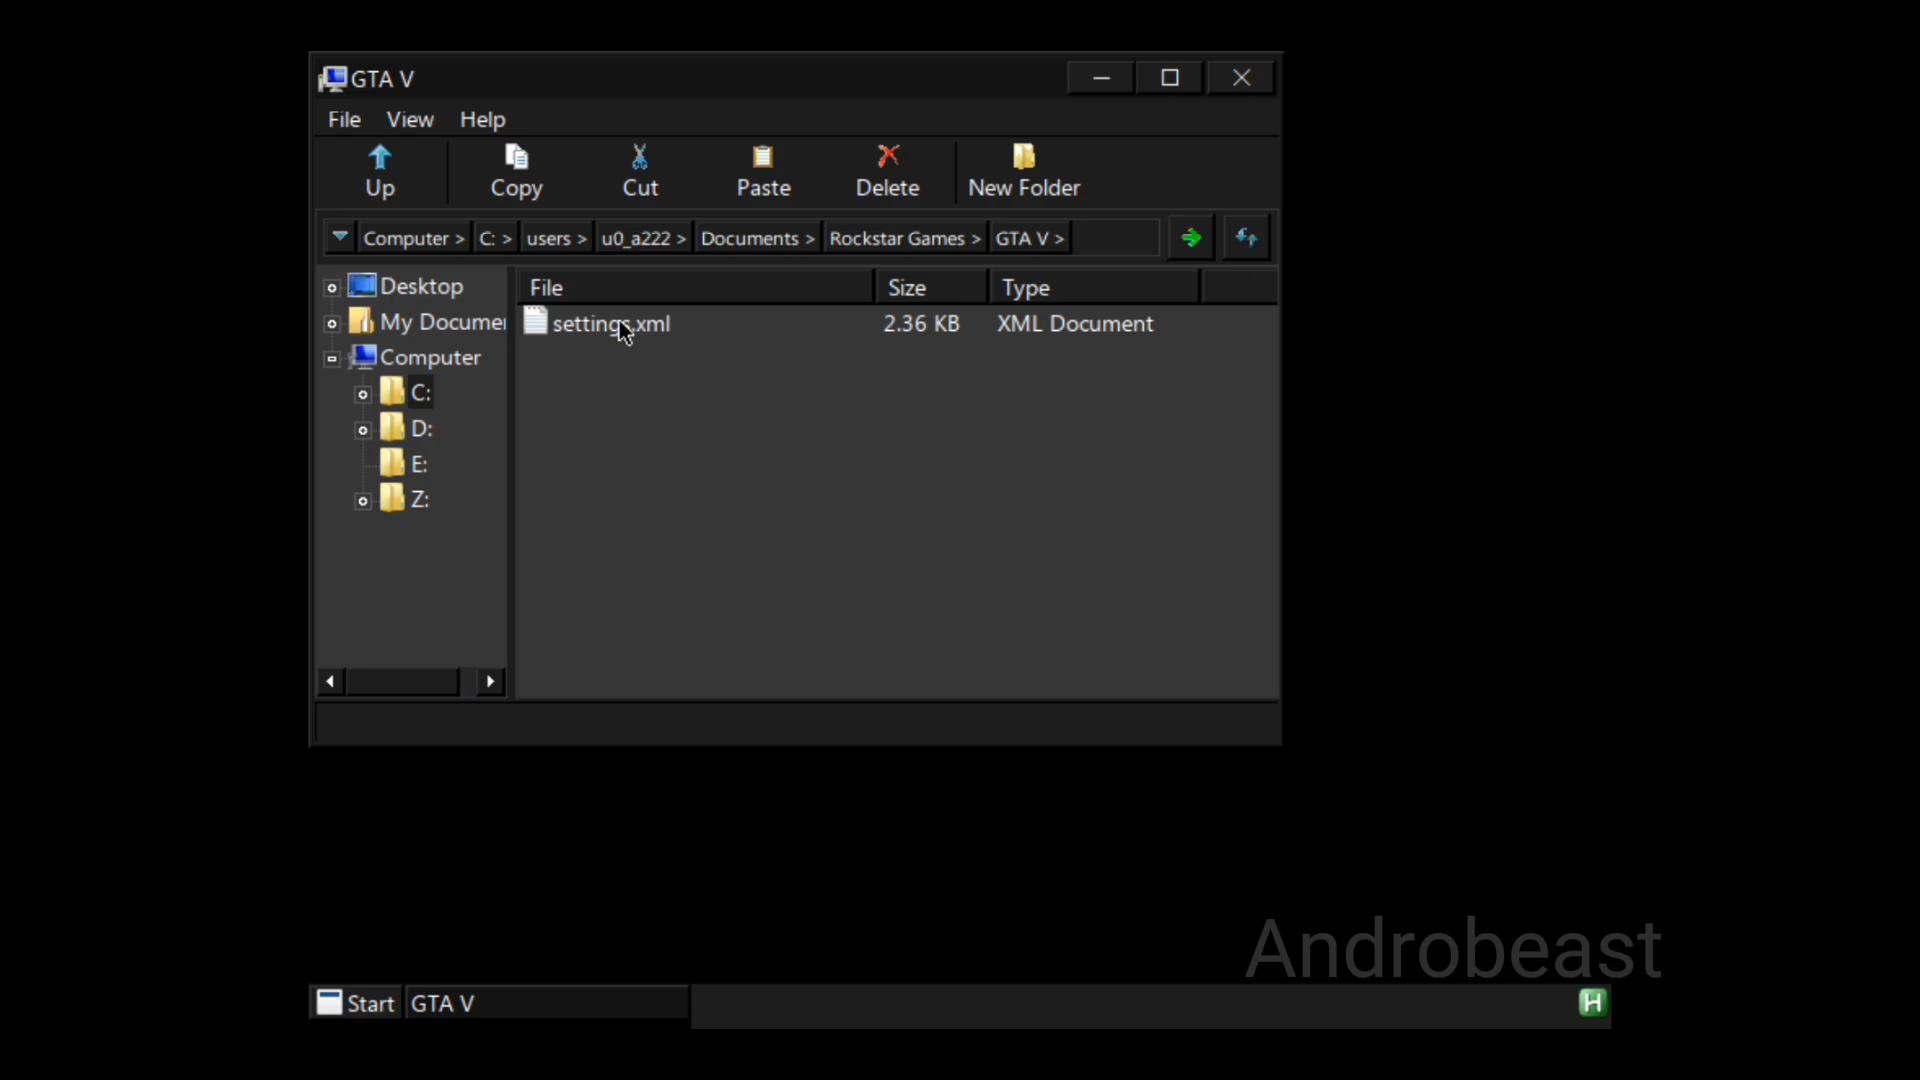 GTA V
File View Help
Up Copy Cut Paste Delete New Folder
Computer > C: > users > u0_a222 > Documents > Rockstar Games > GTA V >
File Size Type
settings.xml 2.36 KB XML Document
Desktop
My Docume
Computer
C:
D:
E:
Z:
Androbeast
Start GTA V H